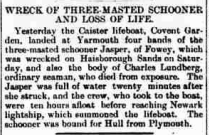 WRECK OF THREE-MASTED SCHOONER
AND LOSS OF LIFE.
Yesterday the Caister lifeboat, Covent Gar-
den, landed at Yarmouth four hands of the
three-masted schooner Jasper, of Fowey, which
was wrecked on Haisborough Sands on Satur-
day, and also the body of Charles Lundberg,
ordinary seaman, who died from exposure. The
Jasper was full of water twenty minutes after
she struck, and the crew, who took to the boat,
were ten hours afloat before reaching Newark
lightship, which summoned the lifeboat. The
schooner was bound for Hull from Plymouth.